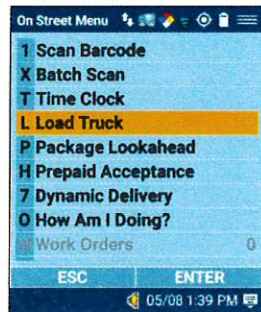 On Street Menu
1 Scan Barcode
X Batch Scan
T Time Clock
L Load Truck
P Package Lookahead
H Prepaid Acceptance
7 Dynamic Delivery
O How Am I Doing?
Work Orders 0
ESC ENTER
05/08 1:39 PM